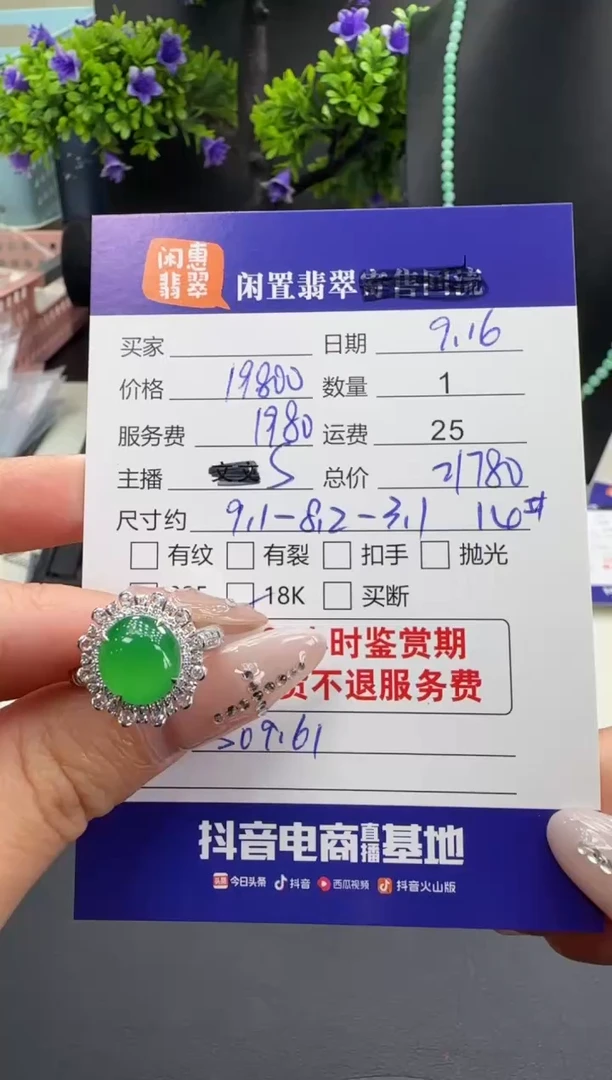 闲惠
翡翠
闲置翡翠
买家 日期 9.16
价格 19800 数量 1
服务费 1980 运费 25
主播 S 总价 21780
尺寸约 9.1-8.2-3.1 14#
有纹 有裂 扣手 抛光
18K 买断
时鉴赏期
不退服务费
09.61
抖音电商直播基地
今日头条 抖音 西瓜视频 抖音火山版